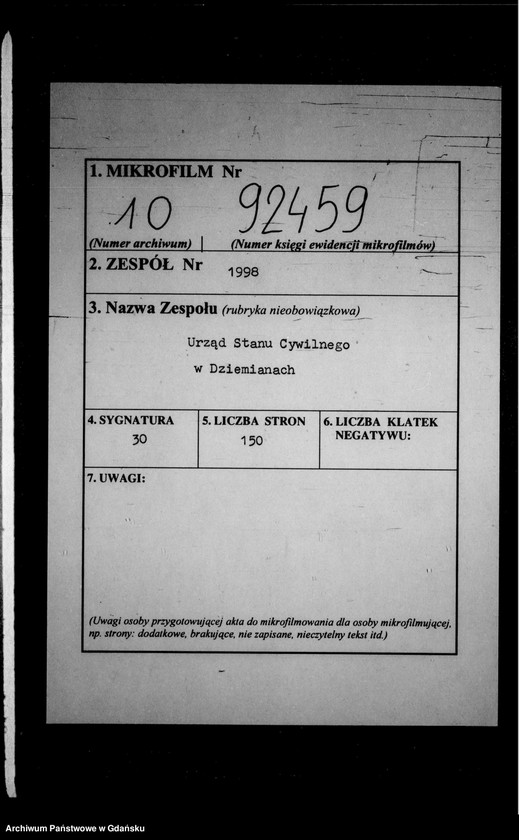 1. MIKROFILM Nr
10 92459
(Numer archiwum) (Numer księgi ewidencji mikrofilmów)
2. ZESPÓŁ Nr 1998
3. Nazwa Zespołu (rubryka nieobowiązkowa)
Urząd Stanu Cywilnego
w Dziemianach
4. SYGNATURA
30
5. LICZBA STRON
150
6. LICZBA KLATEK
NEGATYWU:
7. UWAGI:
(Uwagi osoby przygotowującej akta do mikrofilmowania dla osoby mikrofilmującej,
np. strony: dodatkowe, brakujące, nie zapisane, nieczytelny tekst itd.)
Archiwum Państwowe w Gdańsku